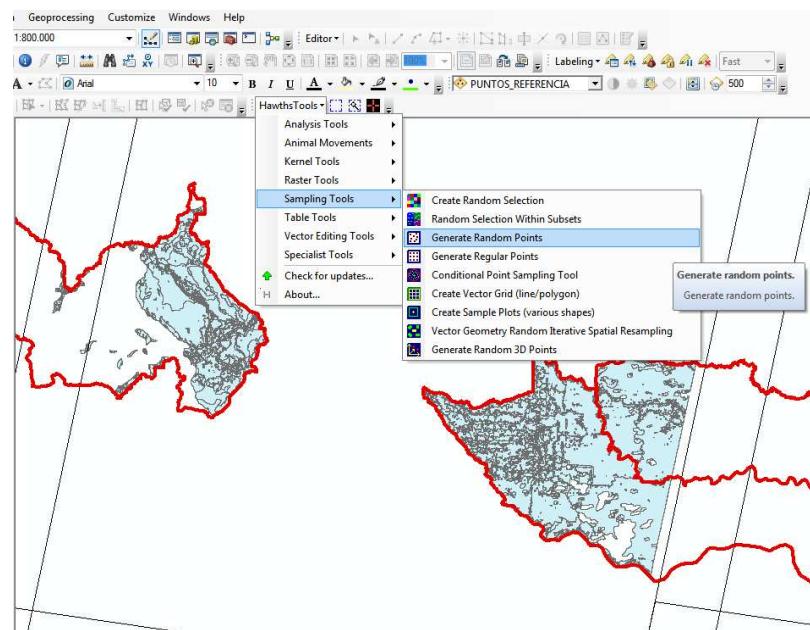 Geoprocessing Customize Windows Help
1:800.000 Editor
100% Labeling Fast
A Arial 10 B I U A PUNTOS_REFERENCIA 500
HawthsTools
Analysis Tools
Animal Movements
Kernel Tools
Raster Tools
Sampling Tools
Table Tools
Vector Editing Tools
Specialist Tools
Check for updates...
About...
Create Random Selection
Random Selection Within Subsets
Generate Random Points
Generate Regular Points
Conditional Point Sampling Tool
Create Vector Grid (line/polygon)
Create Sample Plots (various shapes)
Vector Geometry Random Iterative Spatial Resampling
Generate Random 3D Points
Generate random points.
Generate random points.